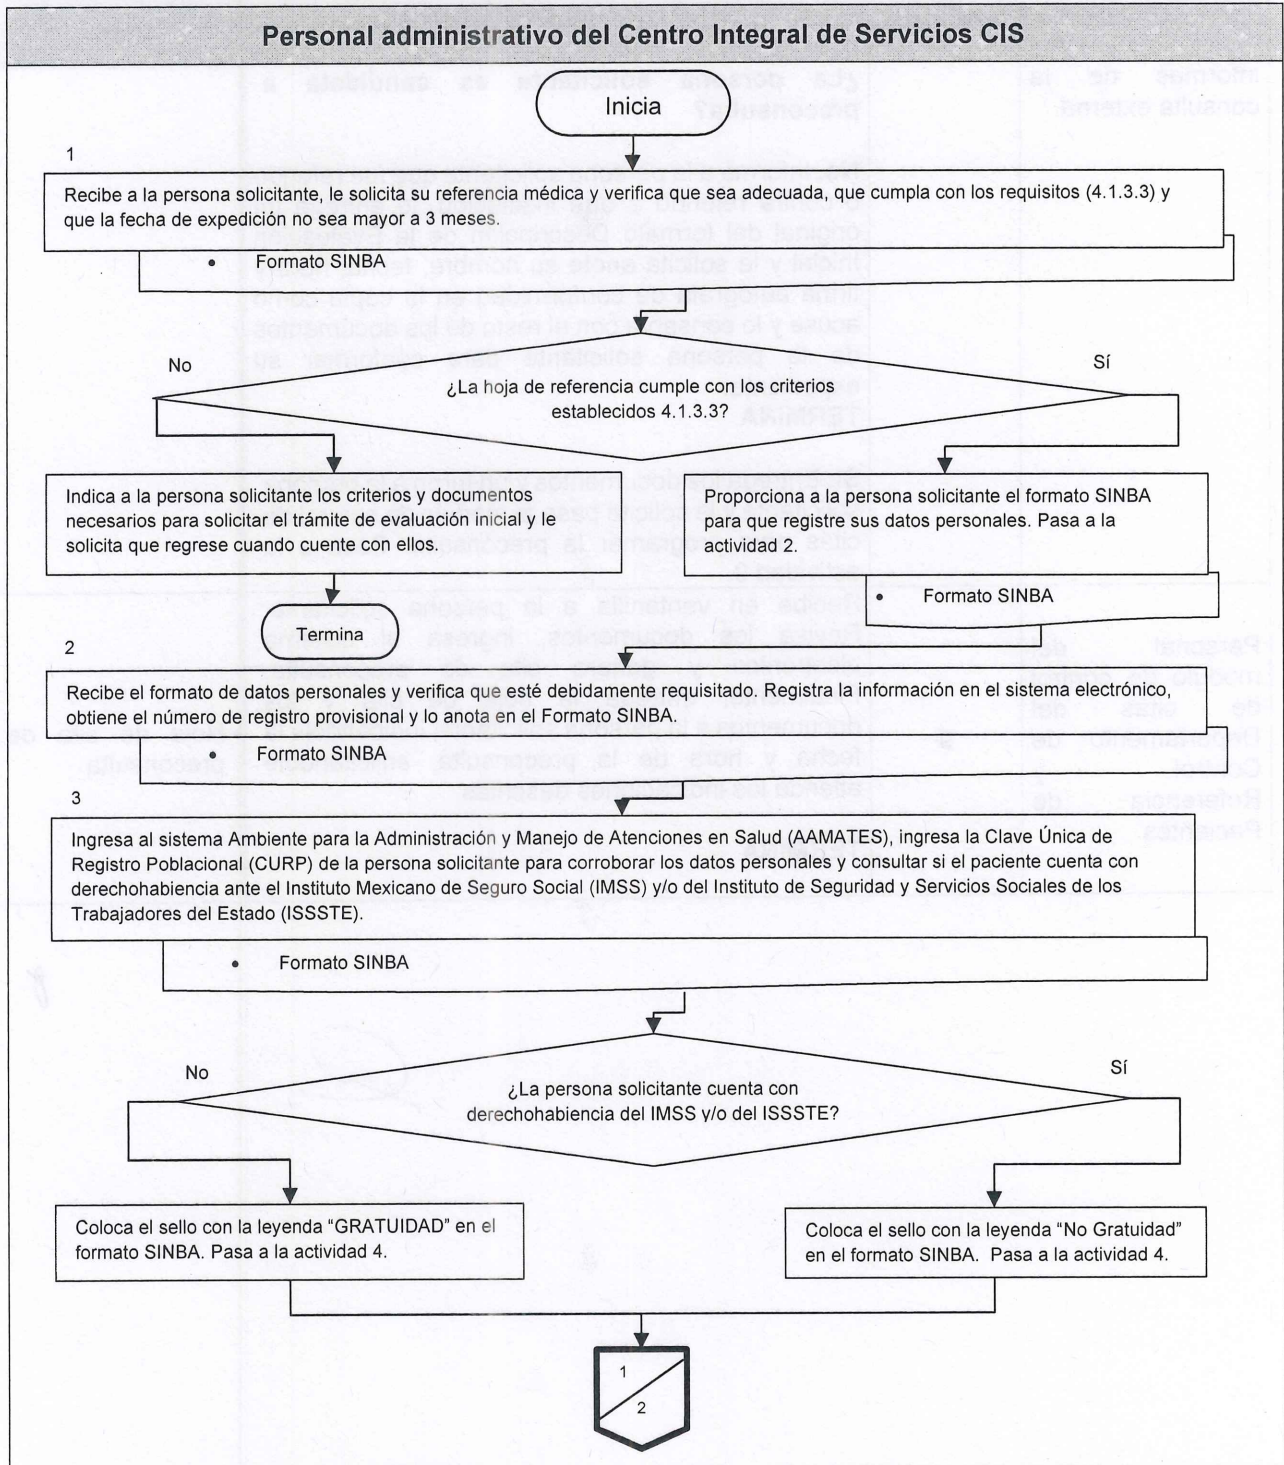 Personal administrativo del Centro Integral de Servicios CIS
Inicia
1
Recibe a la persona solicitante, le solicita su referencia médica y verifica que sea adecuada, que cumpla con los requisitos (4.1.3.3) y
que la fecha de expedición no sea mayor a 3 meses.
• Formato SINBA
No
Sí
¿La hoja de referencia cumple con los criterios
establecidos 4.1.3.3?
Indica a la persona solicitante los criterios y documentos
necesarios para solicitar el trámite de evaluación inicial y le
solicita que regrese cuando cuente con ellos.
Proporciona a la persona solicitante el formato SINBA
para que registre sus datos personales. Pasa a la
actividad 2.
• Formato SINBA
Termina
2
Recibe el formato de datos personales y verifica que esté debidamente requisitado. Registra la información en el sistema electrónico,
obtiene el número de registro provisional y lo anota en el Formato SINBA.
• Formato SINBA
3
Ingresa al sistema Ambiente para la Administración y Manejo de Atenciones en Salud (AAMATES), ingresa la Clave Única de
Registro Poblacional (CURP) de la persona solicitante para corroborar los datos personales y consultar si el paciente cuenta con
derechohabiencia ante el Instituto Mexicano de Seguro Social (IMSS) y/o del Instituto de Seguridad y Servicios Sociales de los
Trabajadores del Estado (ISSSTE).
• Formato SINBA
No
Sí
¿La persona solicitante cuenta con
derechohabiencia del IMSS y/o del ISSSTE?
Coloca el sello con la leyenda “GRATUIDAD” en el
formato SINBA. Pasa a la actividad 4.
Coloca el sello con la leyenda “No Gratuidad”
en el formato SINBA. Pasa a la actividad 4.
1
2